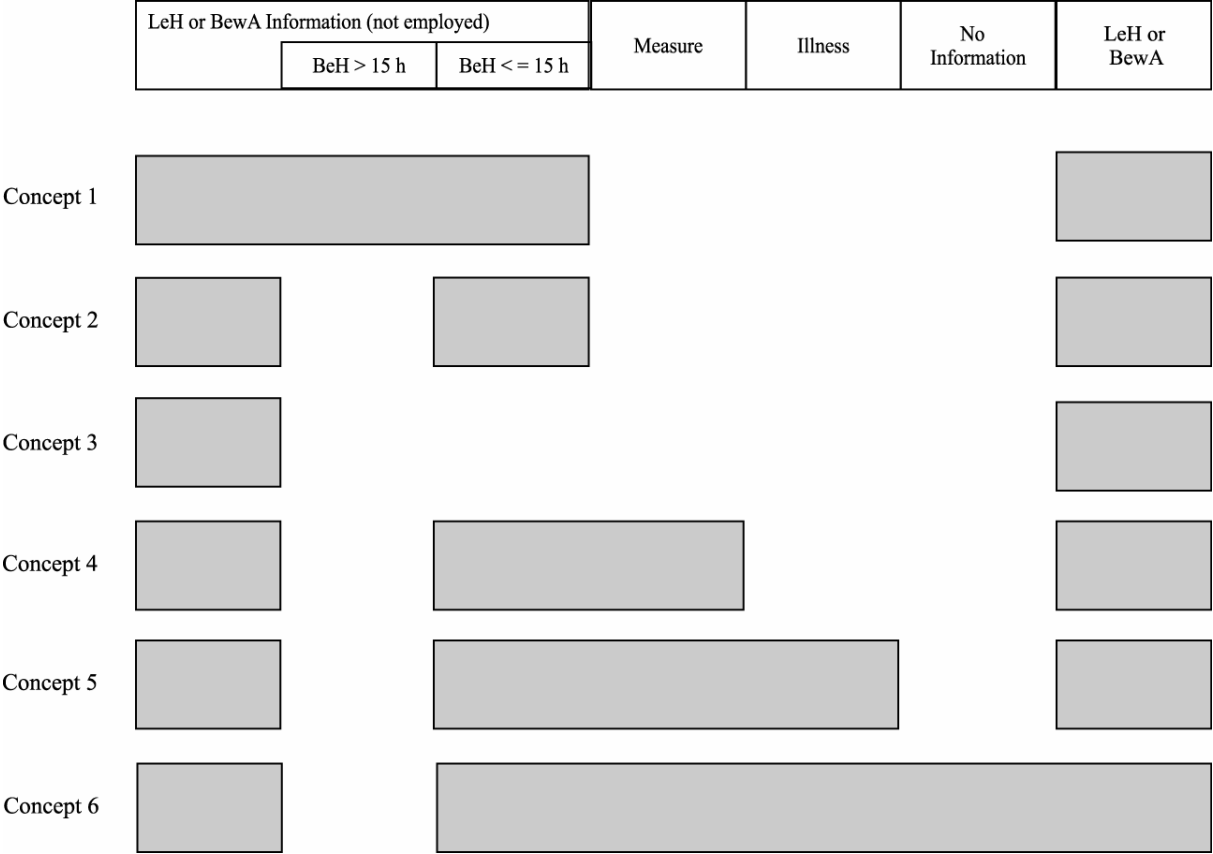 LeH or BewA Information (not employed)
BeH > 15 h
BeH < = 15 h
Measure
Illness
No
Information
LeH or
BewA
Concept 1
Concept 2
Concept 3
Concept 4
Concept 5
Concept 6